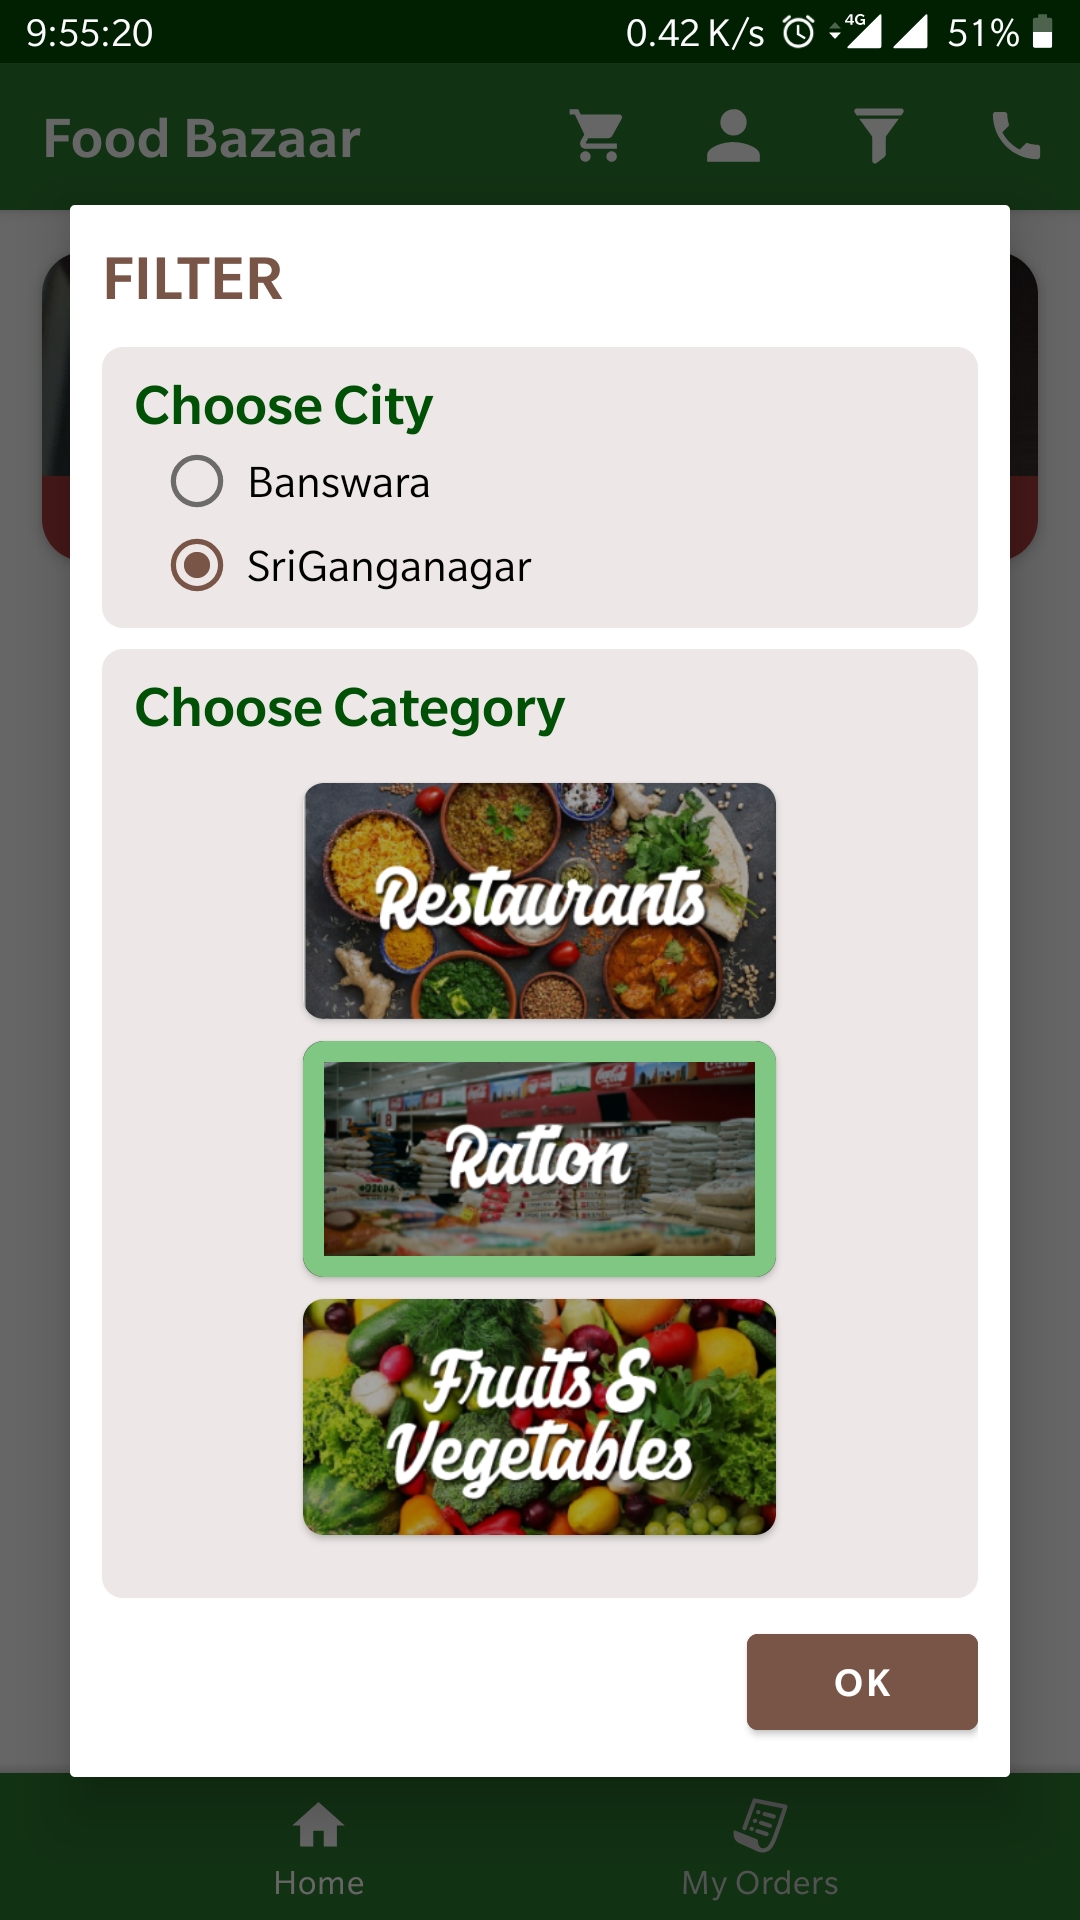 9:55:20 0.42 K/s 4G 51%
Food Bazaar
FILTER
Choose City
Banswara
SriGanganagar
Choose Category
Restaurants
Ration
Fruits &
Vegetables
OK
Home My Orders